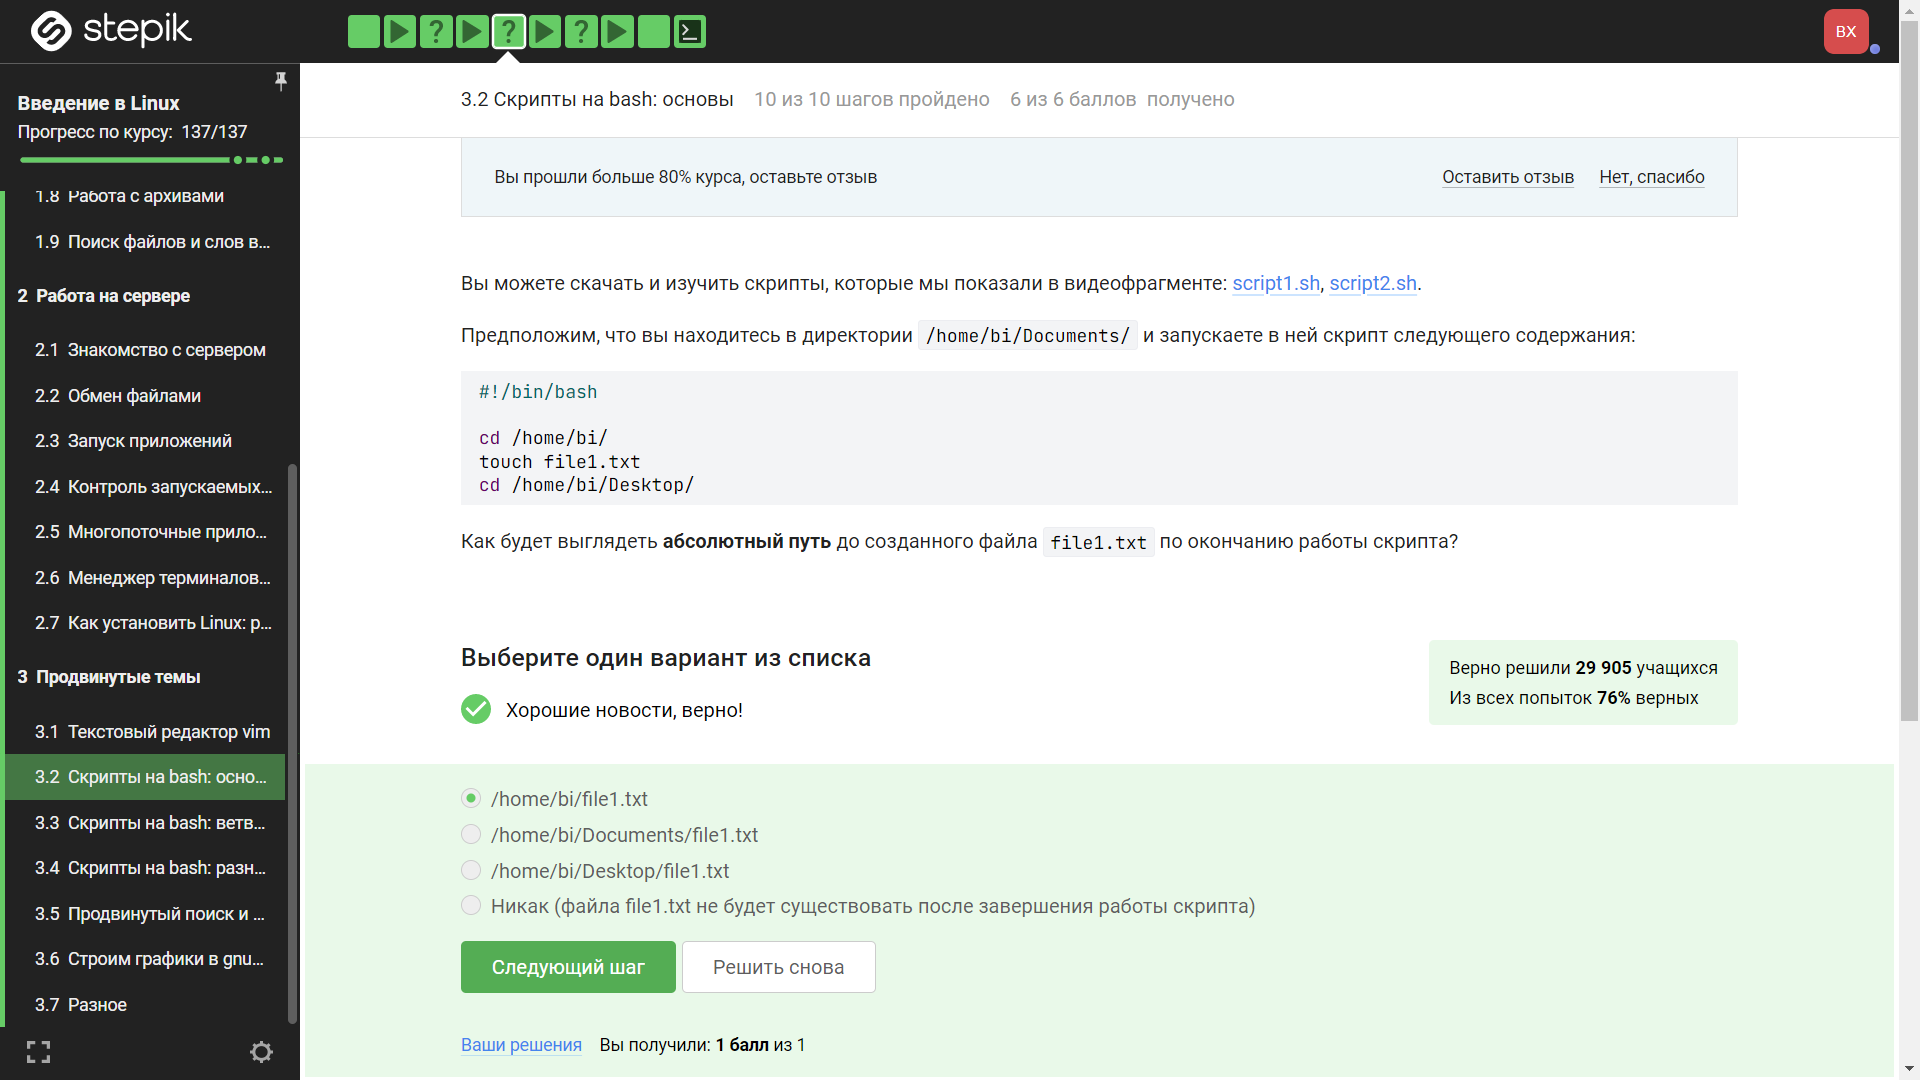 stepik
BX
Введение в Linux
Прогресс по курсу: 137/137
1.8 Работа с архивами
1.9 Поиск файлов и слов в...
2 Работа на сервере
2.1 Знакомство с сервером
2.2 Обмен файлами
2.3 Запуск приложений
2.4 Контроль запускаемых...
2.5 Многопоточные прило...
2.6 Менеджер терминалов...
2.7 Как установить Linux: р...
3 Продвинутые темы
3.1 Текстовый редактор vim
3.2 Скрипты на bash: осно...
3.3 Скрипты на bash: ветв...
3.4 Скрипты на bash: разн...
3.5 Продвинутый поиск и ...
3.6 Строим графики в gnu...
3.7 Разное
3.2 Скрипты на bash: основы 10 из 10 шагов пройдено 6 из 6 баллов получено
Вы прошли больше 80% курса, оставьте отзыв Оставить отзыв Нет, спасибо
Вы можете скачать и изучить скрипты, которые мы показали в видеофрагменте: script1.sh, script2.sh.
Предположим, что вы находитесь в директории /home/bi/Documents/ и запускаете в ней скрипт следующего содержания:
#!/bin/bash
cd /home/bi/
touch file1.txt
cd /home/bi/Desktop/
Как будет выглядеть абсолютный путь до созданного файла file1.txt по окончанию работы скрипта?
Выберите один вариант из списка
Хорошие новости, верно!
Верно решили 29 905 учащихся
Из всех попыток 76% верных
/home/bi/file1.txt
/home/bi/Documents/file1.txt
/home/bi/Desktop/file1.txt
Никак (файла file1.txt не будет существовать после завершения работы скрипта)
Следующий шаг Решить снова
Ваши решения Вы получили: 1 балл из 1